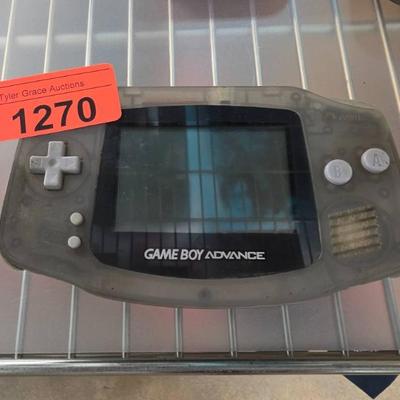 Tyler Grace Auctions
1270
B
A
GAME BOY ADVANCE